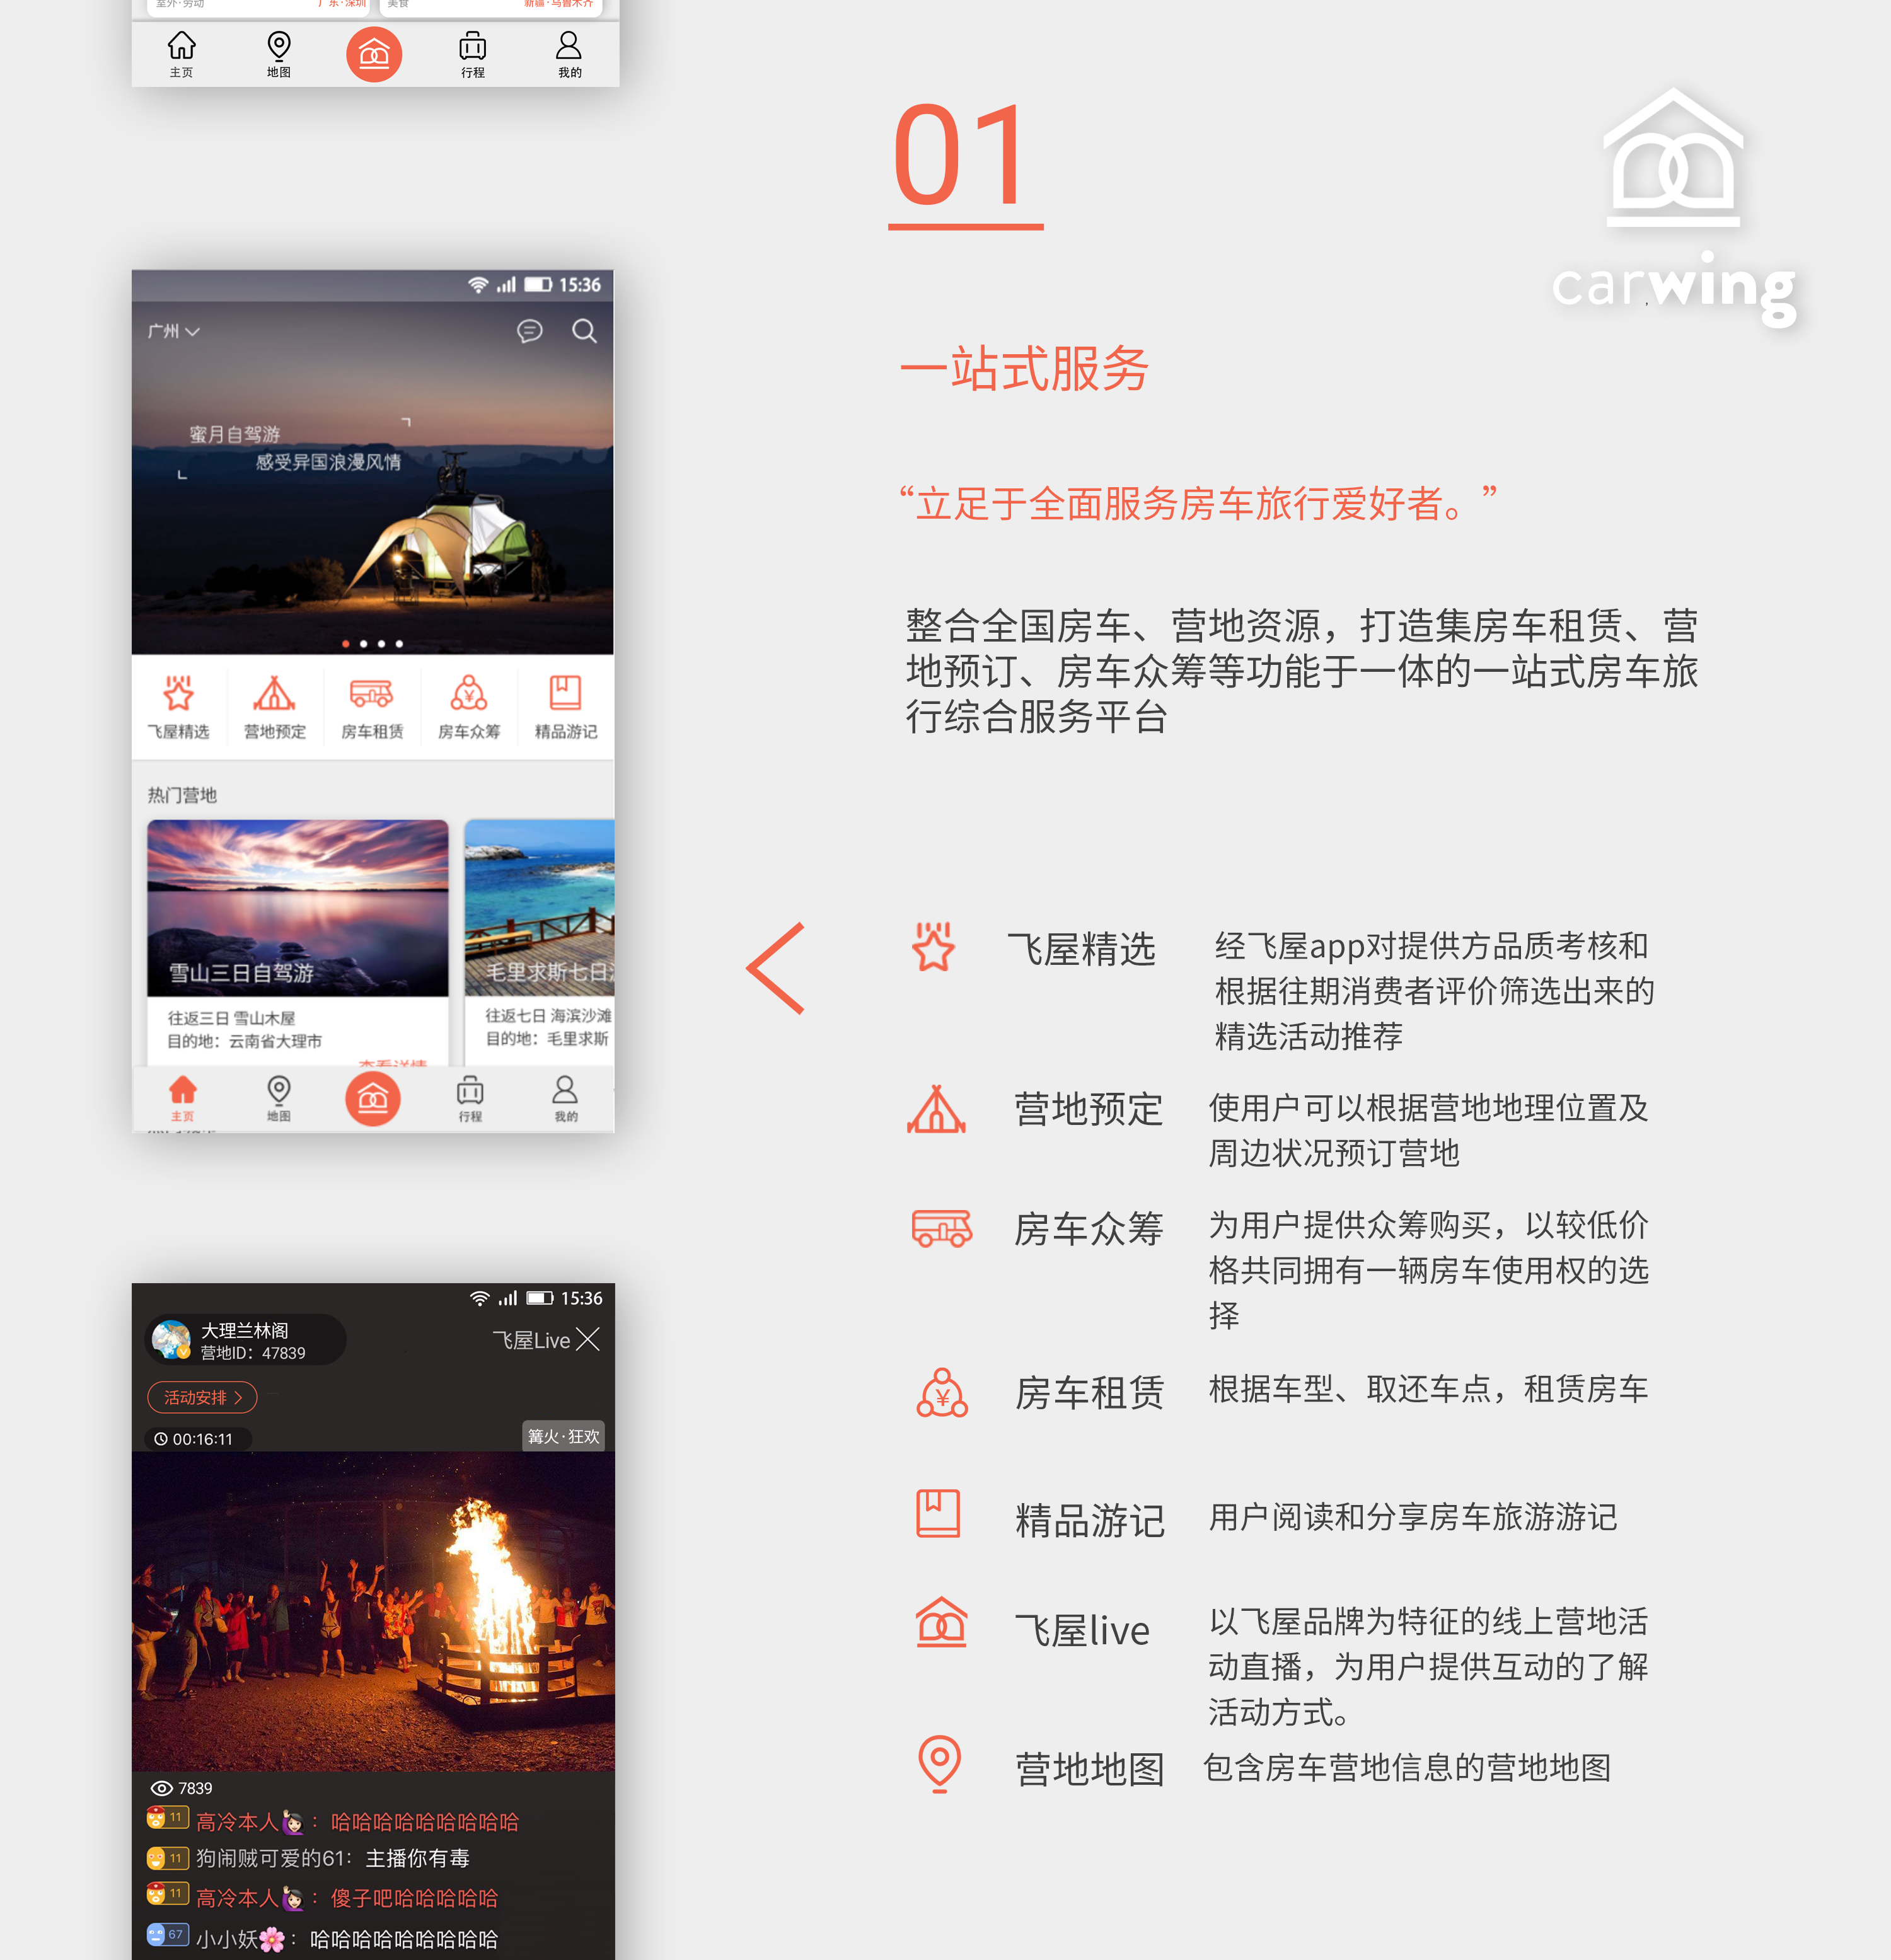 室外·劳动
广东·深圳
美食
新疆·乌鲁木齐
主页
地图
行程
我的
01
carwing
一站式服务
“立足于全面服务房车旅行爱好者。”
整合全国房车、营地资源，打造集房车租赁、营
地预订、房车众筹等功能于一体的一站式房车旅
行综合服务平台
15:36
广州
蜜月自驾游
感受异国浪漫风情
飞屋精选
营地预定
房车租赁
房车众筹
精品游记
热门营地
雪山三日自驾游
毛里求斯七日
往返三日 雪山木屋
目的地：云南省大理市
查看详情
往返七日 海滨沙滩
目的地：毛里求斯
主页
地图
行程
我的
飞屋精选
经飞屋app对提供方品质考核和
根据往期消费者评价筛选出来的
精选活动推荐
营地预定
使用户可以根据营地地理位置及
周边状况预订营地
房车众筹
为用户提供众筹购买，以较低价
格共同拥有一辆房车使用权的选
择
房车租赁
根据车型、取还车点，租赁房车
精品游记
用户阅读和分享房车旅游游记
飞屋live
以飞屋品牌为特征的线上营地活
动直播，为用户提供互动的了解
活动方式。
营地地图
包含房车营地信息的营地地图
15:36
大理兰林阁
营地ID：47839
飞屋Live
活动安排
00:16:11
篝火·狂欢
7839
11 高冷本人🙋🏻：哈哈哈哈哈哈哈哈哈
11 狗闹贼可爱的61：主播你有毒
11 高冷本人🙋🏻：傻子吧哈哈哈哈哈
67 小小妖🌸：哈哈哈哈哈哈哈哈哈